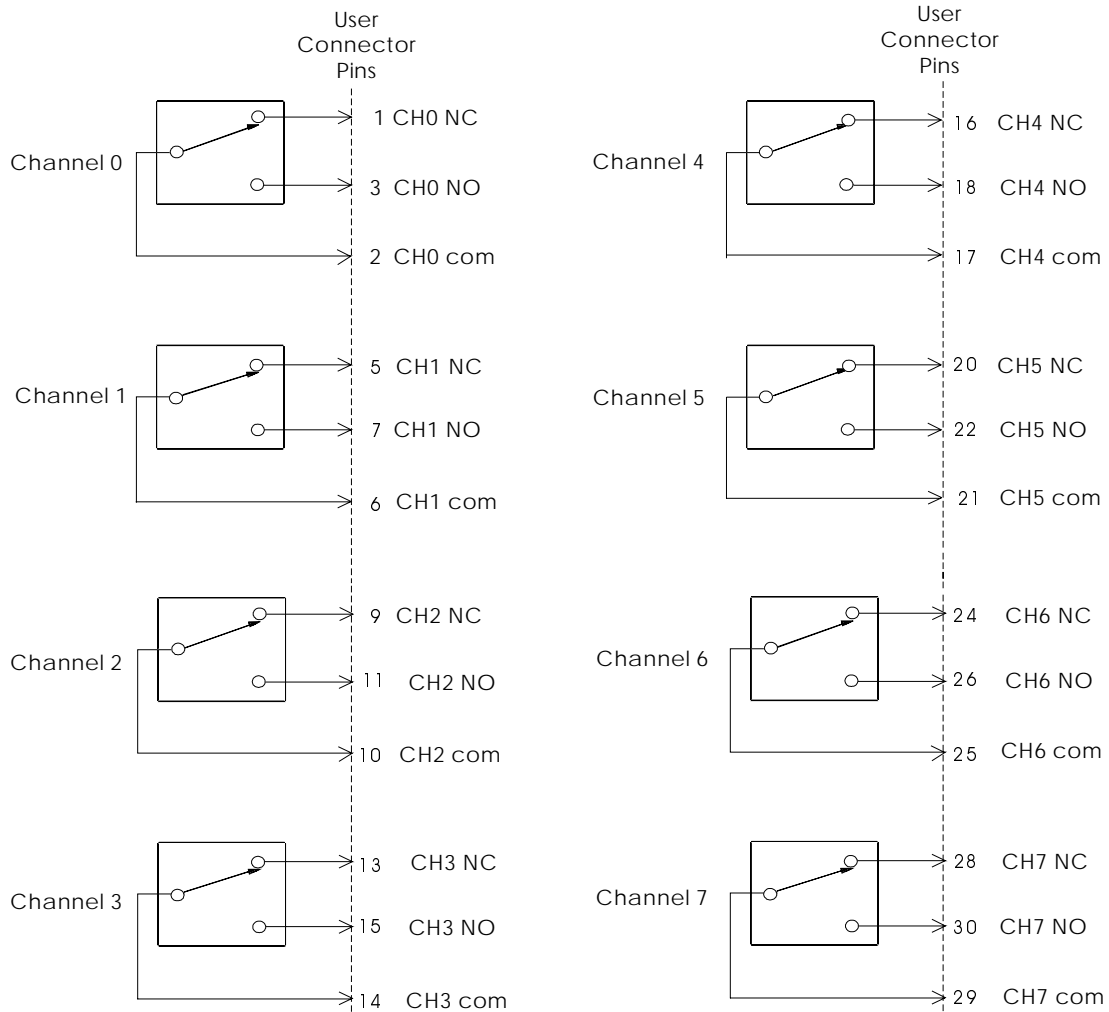 User
Connector
Pins
1 CH0 NC
Channel 0
3 CH0 NO
2 CH0 com
5 CH1 NC
Channel 1
7 CH1 NO
6 CH1 com
9 CH2 NC
Channel 2
11 CH2 NO
10 CH2 com
13 CH3 NC
Channel 3
15 CH3 NO
14 CH3 com
User
Connector
Pins
16 CH4 NC
Channel 4
18 CH4 NO
17 CH4 com
20 CH5 NC
Channel 5
22 CH5 NO
21 CH5 com
24 CH6 NC
Channel 6
26 CH6 NO
25 CH6 com
28 CH7 NC
Channel 7
30 CH7 NO
29 CH7 com